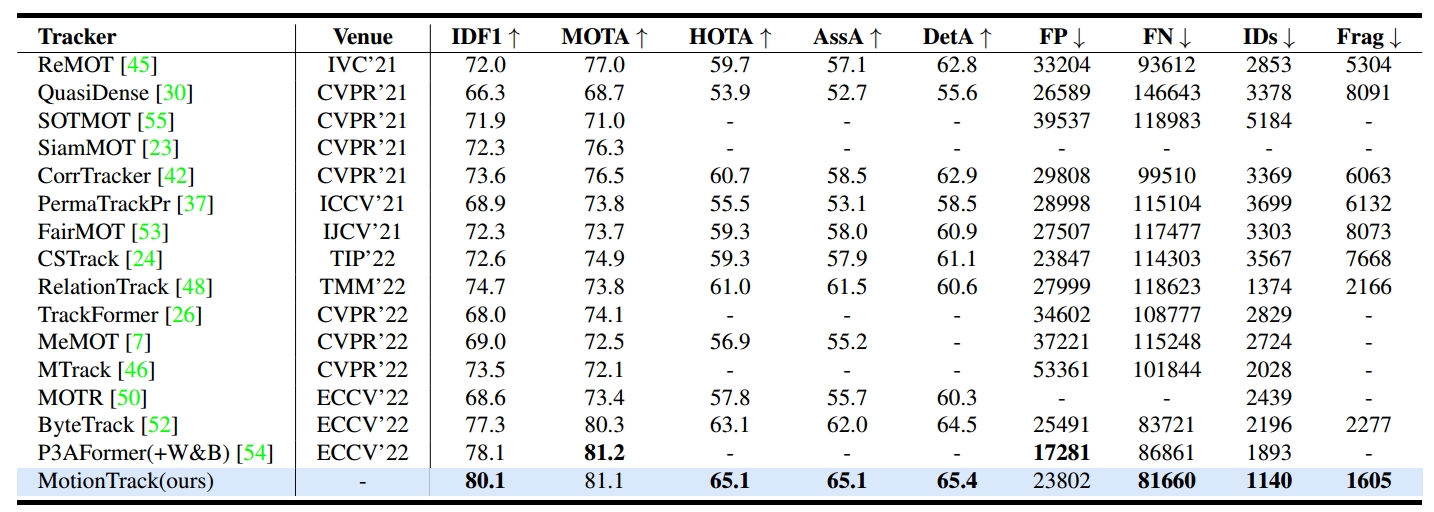 Tracker Venue IDF1 ↑ MOTA ↑ HOTA ↑ AssA ↑ DetA ↑ FP ↓ FN ↓ IDs ↓ Frag ↓
ReMOT [45] IVC'21 72.0 77.0 59.7 57.1 62.8 33204 93612 2853 5304
QuasiDense [30] CVPR'21 66.3 68.7 53.9 52.7 55.6 26589 146643 3378 8091
SOTMOT [55] CVPR'21 71.9 71.0 - - - 39537 118983 5184 -
SiamMOT [23] CVPR'21 72.3 76.3 - - - - - - -
CorrTracker [42] CVPR'21 73.6 76.5 60.7 58.5 62.9 29808 99510 3369 6063
PermaTrackPr [37] ICCV'21 68.9 73.8 55.5 53.1 58.5 28998 115104 3699 6132
FairMOT [53] IJCV'21 72.3 73.7 59.3 58.0 60.9 27507 117477 3303 8073
CSTrack [24] TIP'22 72.6 74.9 59.3 57.9 61.1 23847 114303 3567 7668
RelationTrack [48] TMM'22 74.7 73.8 61.0 61.5 60.6 27999 118623 1374 2166
TrackFormer [26] CVPR'22 68.0 74.1 - - - 34602 108777 2829 -
MeMOT [7] CVPR'22 69.0 72.5 56.9 55.2 - 37221 115248 2724 -
MTrack [46] CVPR'22 73.5 72.1 - - - 53361 101844 2028 -
MOTR [50] ECCV'22 68.6 73.4 57.8 55.7 60.3 - - 2439 -
ByteTrack [52] ECCV'22 77.3 80.3 63.1 62.0 64.5 25491 83721 2196 2277
P3AFormer(+W&B) [54] ECCV'22 78.1 81.2 - - - 17281 86861 1893 -
MotionTrack(ours) - 80.1 81.1 65.1 65.1 65.4 23802 81660 1140 1605